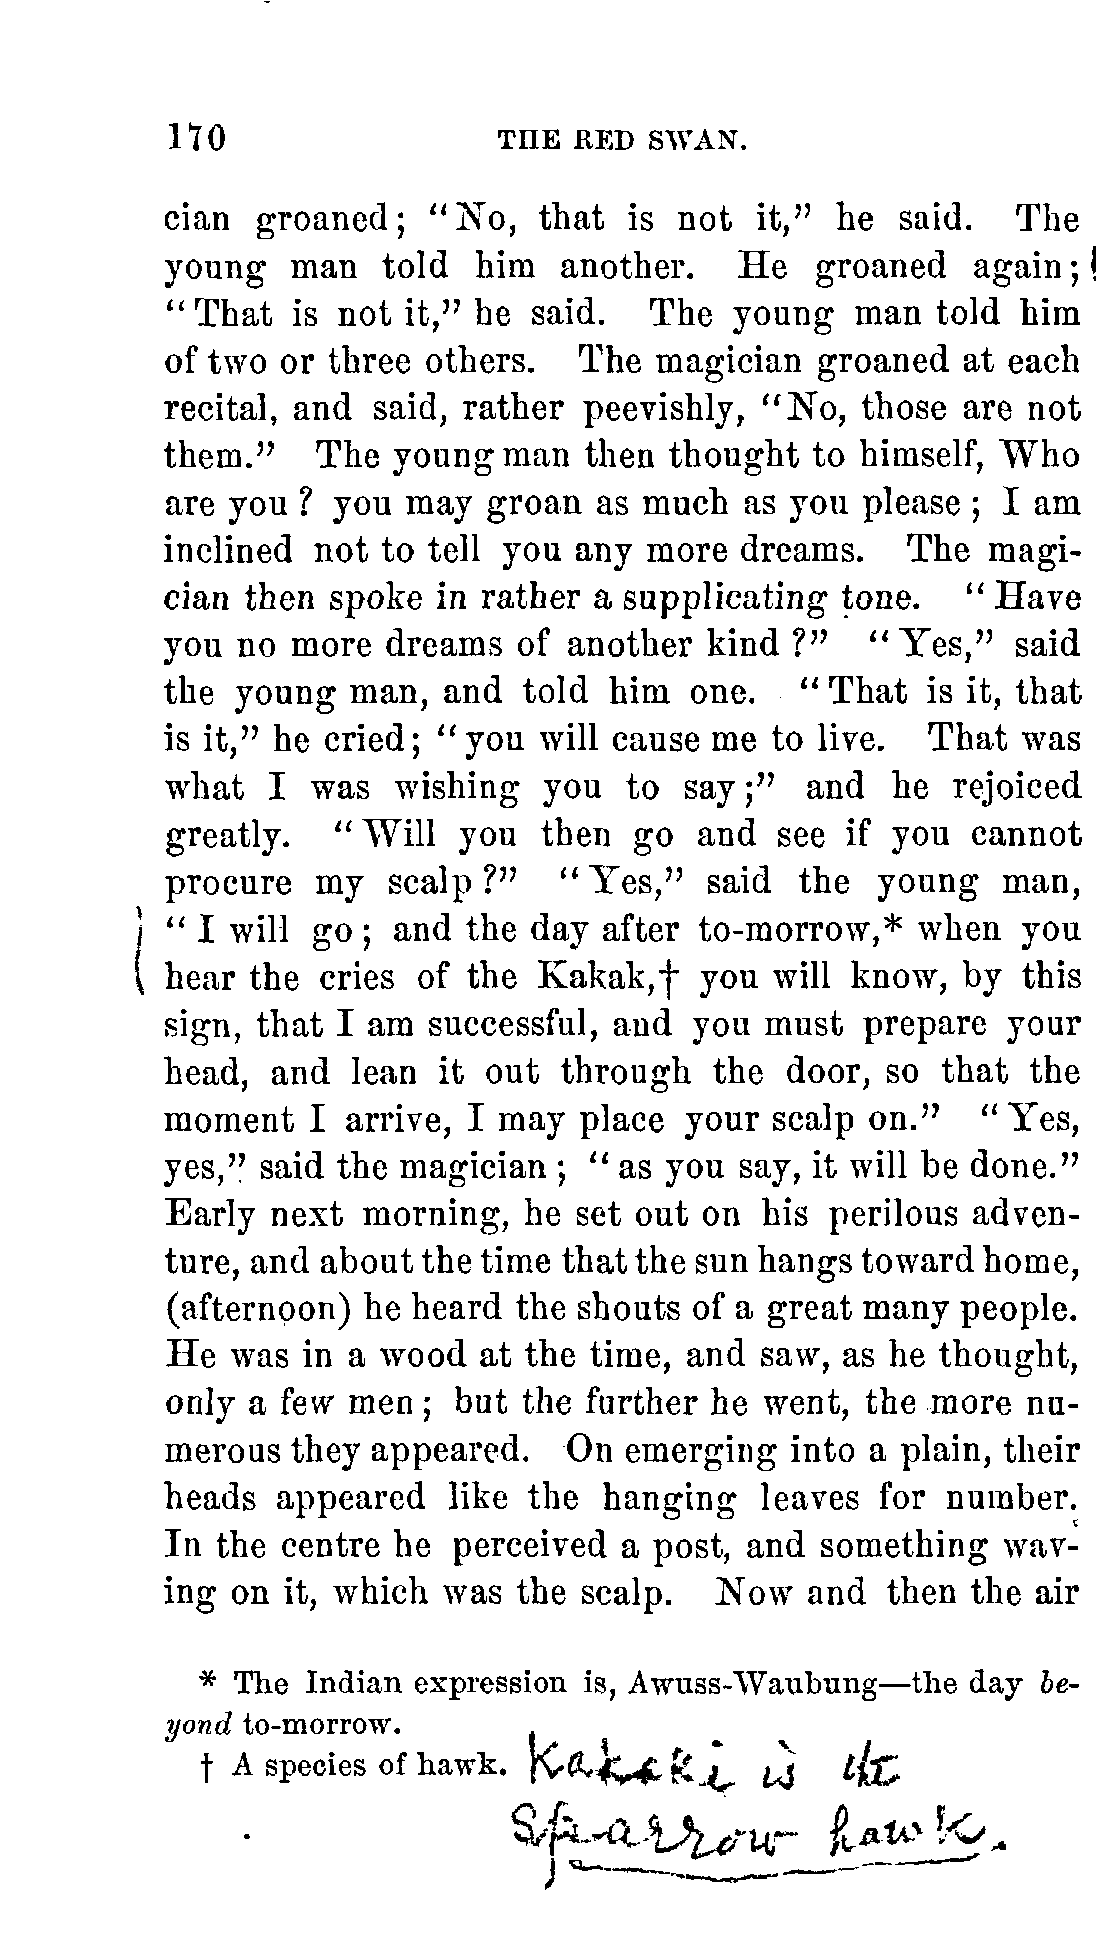 170 THE RED SWAN.
cian groaned; "No, that is not it," he said. The
young man told him another. He groaned again;
"That is not it," he said. The young man told him
of two or three others. The magician groaned at each
recital, and said, rather peevishly, "No, those are not
them." The young man then thought to himself, Who
are you? you may groan as much as you please; I am
inclined not to tell you any more dreams. The magi-
cian then spoke in rather a supplicating tone. "Have
you no more dreams of another kind?" "Yes," said
the young man, and told him one. "That is it, that
is it," he cried; "you will cause me to live. That was
what I was wishing you to say;" and he rejoiced
greatly. "Will you then go and see if you cannot
procure my scalp?" "Yes," said the young man,
"I will go; and the day after to-morrow,* when you
hear the cries of the Kakak,† you will know, by this
sign, that I am successful, and you must prepare your
head, and lean it out through the door, so that the
moment I arrive, I may place your scalp on." "Yes,
yes," said the magician; "as you say, it will be done."
Early next morning, he set out on his perilous adven-
ture, and about the time that the sun hangs toward home,
(afternoon) he heard the shouts of a great many people.
He was in a wood at the time, and saw, as he thought,
only a few men; but the further he went, the more nu-
merous they appeared. On emerging into a plain, their
heads appeared like the hanging leaves for number.
In the centre he perceived a post, and something wav-
ing on it, which was the scalp. Now and then the air
* The Indian expression is, Awuss-Waubung—the day be-
yond to-morrow.
† A species of hawk. Kakeki is the
Sparrow hawk.